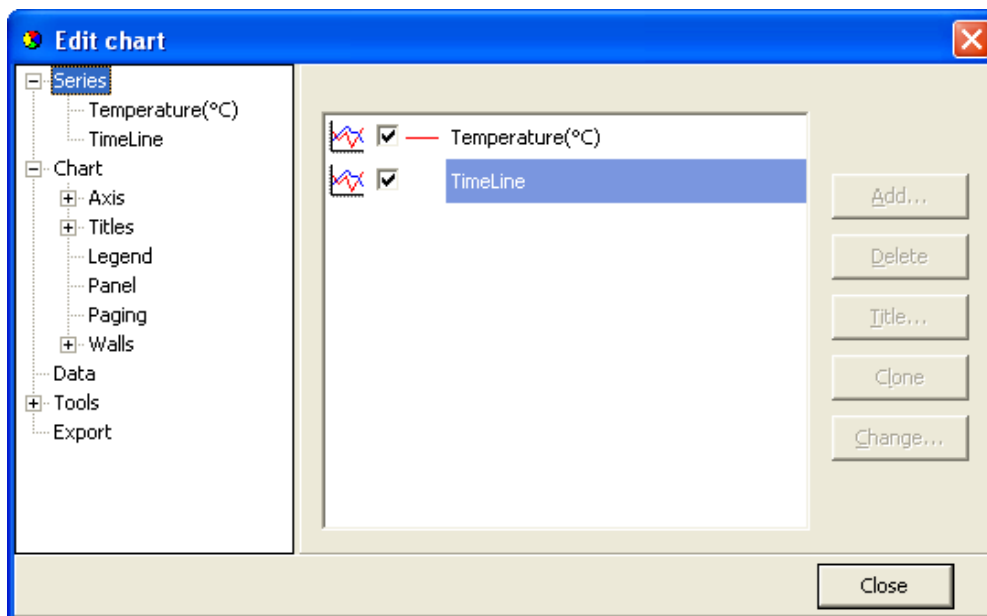 Edit chart
Series
Temperature(°C)
TimeLine
Chart
Axis
Titles
Legend
Panel
Paging
Walls
Data
Tools
Export
Temperature(°C)
TimeLine
Add...
Delete
Title...
Clone
Change...
Close